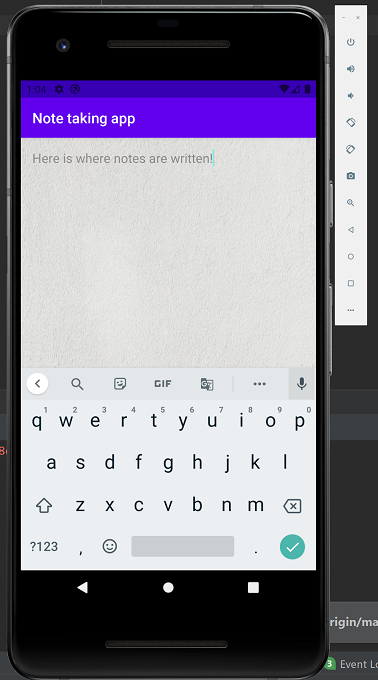 1:04
Note taking app
Here is where notes are written!
GIF
q w e r t y u i o p
1 2 3 4 5 6 7 8 9 0
a s d f g h j k l
z x c v b n m
?123 , .
rigin/ma
3 Event Lo